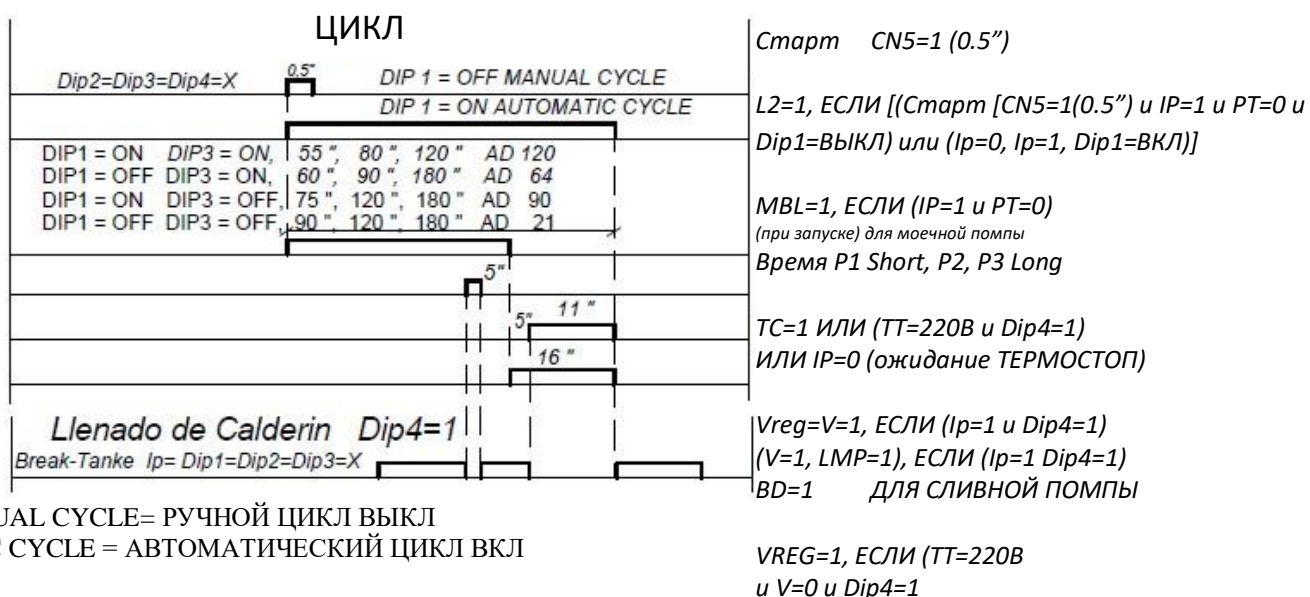 ЦИКЛ
Dip2=Dip3=Dip4=X
0.5"
DIP 1 = OFF MANUAL CYCLE
DIP 1 = ON AUTOMATIC CYCLE
DIP1 = ON DIP3 = ON, 55 ", 80 ", 120 " AD 120
DIP1 = OFF DIP3 = ON, 60 ", 90 ", 180 " AD 64
DIP1 = ON DIP3 = OFF, 75 ", 120 ", 180 " AD 90
DIP1 = OFF DIP3 = OFF, 90 ", 120 ", 180 " AD 21
5"
5" 11 "
16 "
Llenado de Calderin Dip4=1
Break-Tanke Ip= Dip1=Dip2=Dip3=X
UAL CYCLE= РУЧНОЙ ЦИКЛ ВЫКЛ
CYCLE = АВТОМАТИЧЕСКИЙ ЦИКЛ ВКЛ
Старт CN5=1 (0.5”)
L2=1, ЕСЛИ [(Старт [CN5=1(0.5”) и IP=1 и PT=0 и
Dip1=ВЫКЛ) или (Ip=0, Ip=1, Dip1=ВКЛ)]
MBL=1, ЕСЛИ (IP=1 и PT=0)
(при запуске) для моечной помпы
Время P1 Short, P2, P3 Long
TC=1 ИЛИ (TT=220В и Dip4=1)
ИЛИ IP=0 (ожидание ТЕРМОСТОП)
Vreg=V=1, ЕСЛИ (Ip=1 и Dip4=1)
(V=1, LMP=1), ЕСЛИ (Ip=1 Dip4=1)
BD=1 ДЛЯ СЛИВНОЙ ПОМПЫ
VREG=1, ЕСЛИ (TT=220В
и V=0 и Dip4=1